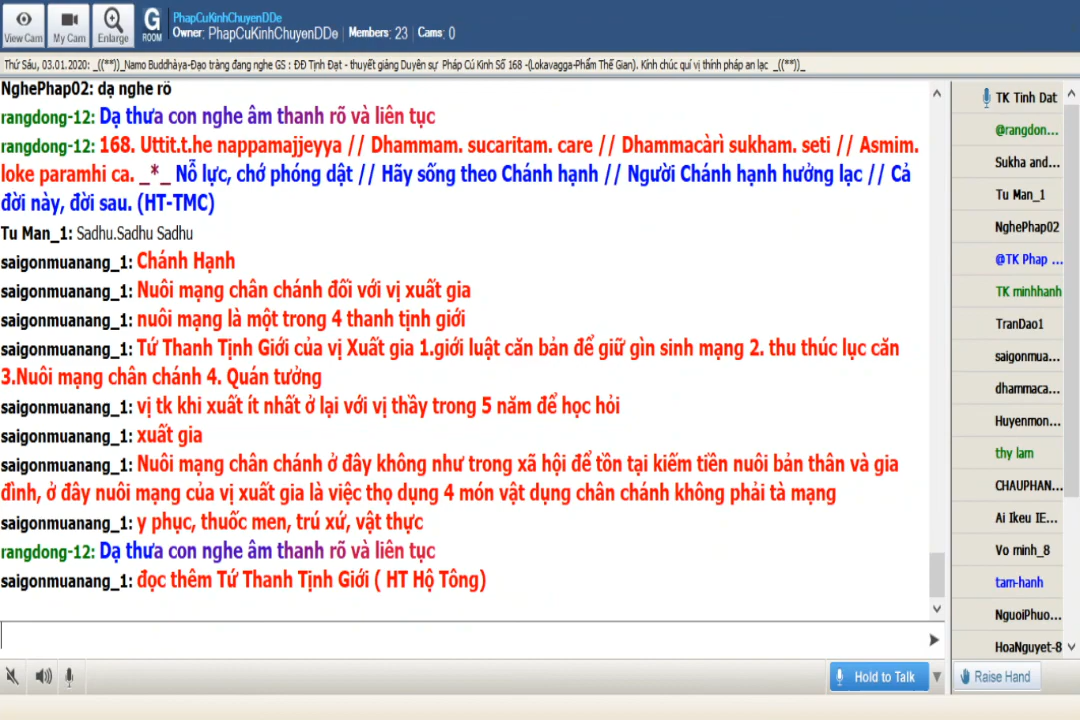 PhapCuKinhChuyenDDe
View Cam My Cam Enlarge G ROOM Owner: PhapCuKinhChuyenDDe Members: 23 Cams: 0
Thứ Sáu, 03.01.2020: _((**))_Namo Buddhàya-Đạo tràng đang nghe GS : ĐĐ Tịnh Đạt - thuyết giảng Duyên sự Pháp Cú Kinh Số 168 -(Lokavagga-Phẩm Thế Gian). Kính chúc quí vị thính pháp an lạc _((**))_
NghePhap02: dạ nghe rõ
rangdong-12: Dạ thưa con nghe âm thanh rõ và liên tục
rangdong-12: 168. Uttit.t.he nappamajjeyya // Dhammam. sucaritam. care // Dhammacàrì sukham. seti // Asmim.
loke paramhi ca. _*_ Nỗ lực, chớ phóng dật // Hãy sống theo Chánh hạnh // Người Chánh hạnh hưởng lạc // Cả
đời này, đời sau. (HT-TMC)
Tu Man_1: Sadhu.Sadhu Sadhu
saigonmuanang_1: Chánh Hạnh
saigonmuanang_1: Nuôi mạng chân chánh đối với vị xuất gia
saigonmuanang_1: nuôi mạng là một trong 4 thanh tịnh giới
saigonmuanang_1: Tứ Thanh Tịnh Giới của vị Xuất gia 1.giới luật căn bản để giữ gìn sinh mạng 2. thu thúc lục căn
3.Nuôi mạng chân chánh 4. Quán tưởng
saigonmuanang_1: vị tk khi xuất ít nhất ở lại với vị thầy trong 5 năm để học hỏi
saigonmuanang_1: xuất gia
saigonmuanang_1: Nuôi mạng chân chánh ở đây không như trong xã hội để tồn tại kiếm tiền nuôi bản thân và gia
đình, ở đây nuôi mạng của vị xuất gia là việc thọ dụng 4 món vật dụng chân chánh không phải tà mạng
saigonmuanang_1: y phục, thuốc men, trú xứ, vật thực
rangdong-12: Dạ thưa con nghe âm thanh rõ và liên tục
saigonmuanang_1: đọc thêm Tứ Thanh Tịnh Giới ( HT Hộ Tông)
TK Tinh Dat
@rangdon...
Sukha and...
Tu Man_1
NghePhap02
@TK Phap ...
TK minhhanh
TranDao1
saigonmua...
dhammaca...
Huyenmon...
thy lam
CHAUPHAN...
Ai Ikeu IE...
Vo minh_8
tam-hanh
NguoiPhuo...
HoaNguyet-8
Hold to Talk
Raise Hand